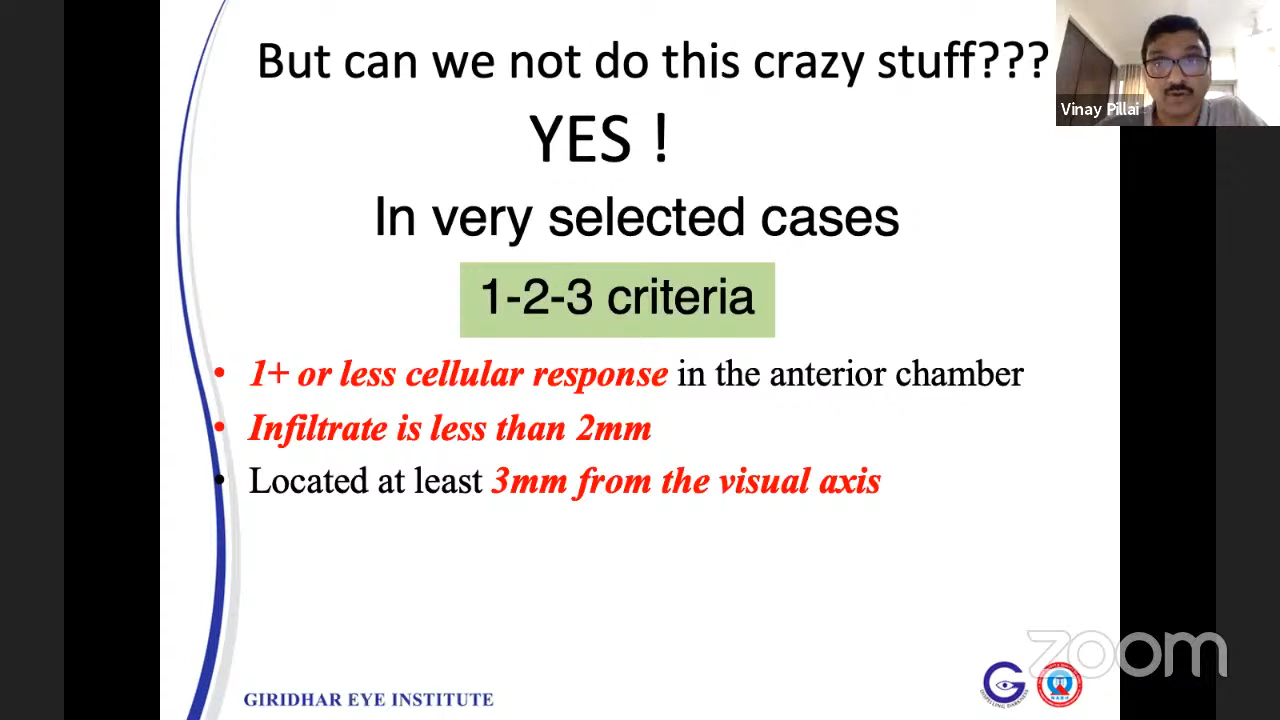 But can we not do this crazy stuff???
Vinay Pillai
YES !
In very selected cases
1-2-3 criteria
• 1+ or less cellular response in the anterior chamber
• Infiltrate is less than 2mm
• Located at least 3mm from the visual axis
zoom
GIRIDHAR EYE INSTITUTE